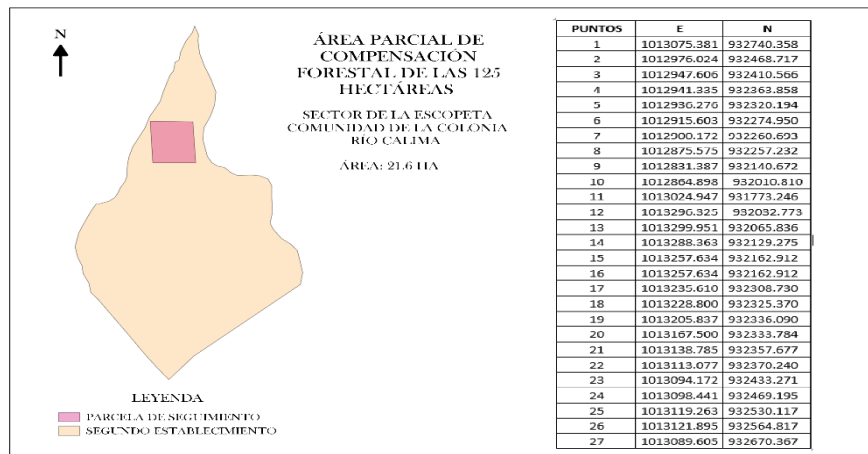 N
ÁREA PARCIAL DE
COMPENSACIÓN
FORESTAL DE LAS 125
HECTÁREAS
SECTOR DE LA ESCOPETA
COMUNIDAD DE LA COLONIA
RÍO CALIMA
ÁREA: 21.6 HA
LEYENDA
PARCELA DE SEGUIMIENTO
SEGUNDO ESTABLECIMIENTO
PUNTOS E N
1 1013075.381 932740.358
2 1012976.024 932468.717
3 1012947.606 932410.566
4 1012941.335 932363.858
5 1012936.276 932320.194
6 1012915.603 932274.950
7 1012900.172 932260.693
8 1012875.575 932257.232
9 1012831.387 932140.672
10 1012864.898 932010.810
11 1013024.947 931773.246
12 1013296.325 932032.773
13 1013299.951 932065.836
14 1013288.363 932129.275
15 1013257.634 932162.912
16 1013257.634 932162.912
17 1013235.610 932308.730
18 1013228.800 932325.370
19 1013205.837 932336.090
20 1013167.500 932333.784
21 1013138.785 932357.677
22 1013113.077 932370.240
23 1013094.172 932433.271
24 1013098.441 932469.195
25 1013119.263 932530.117
26 1013121.895 932564.817
27 1013089.605 932670.367